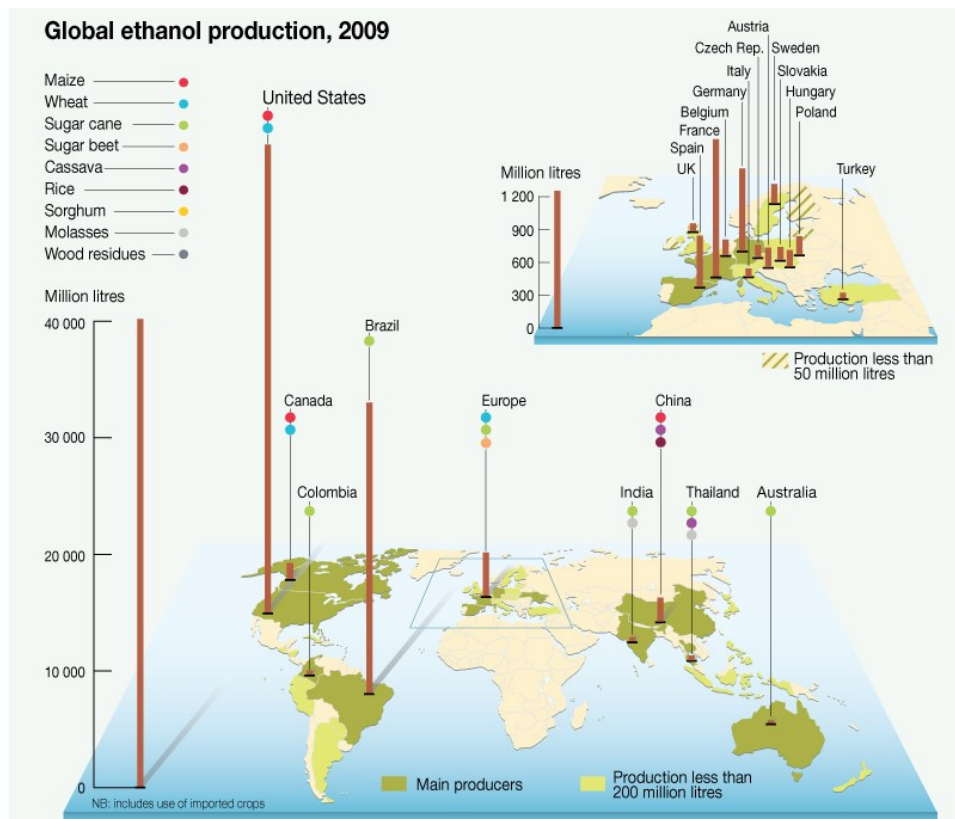 Global ethanol production, 2009
Maize
Wheat
Sugar cane
Sugar beet
Cassava
Rice
Sorghum
Molasses
Wood residues
Million litres
40 000
30 000
20 000
10 000
0
NB: includes use of imported crops
United States
Brazil
Canada
Colombia
Europe
China
India
Thailand
Australia
Main producers
Production less than
200 million litres
Million litres
1 200
900
600
300
0
Austria
Czech Rep.
Sweden
Italy
Slovakia
Germany
Hungary
Belgium
Poland
France
Spain
UK
Turkey
Production less than
50 million litres